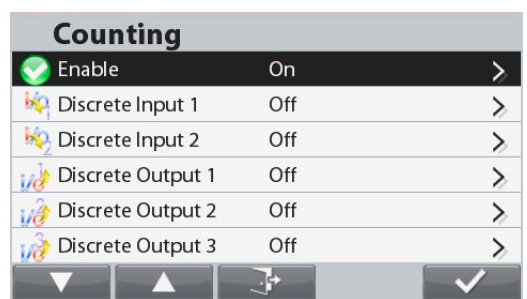 Counting
Enable On
Discrete Input 1 Off
Discrete Input 2 Off
Discrete Output 1 Off
Discrete Output 2 Off
Discrete Output 3 Off